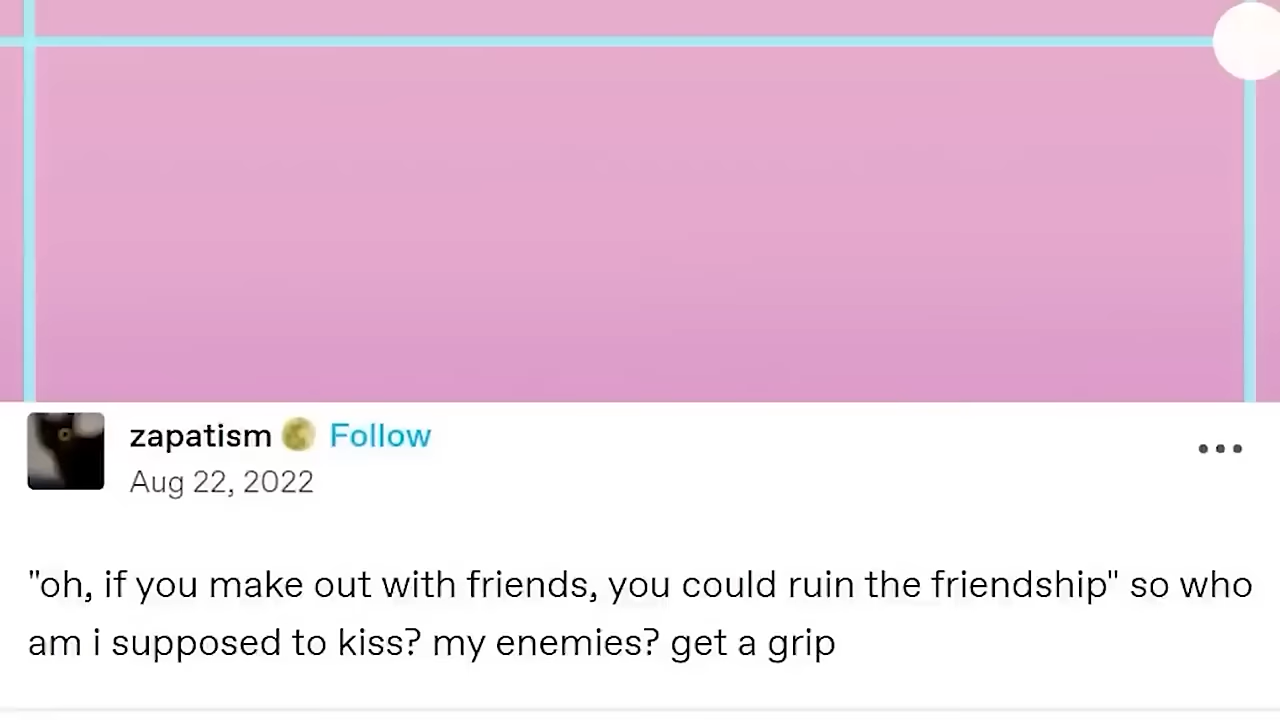 zapatism Follow
Aug 22, 2022
"oh, if you make out with friends, you could ruin the friendship" so who
am i supposed to kiss? my enemies? get a grip